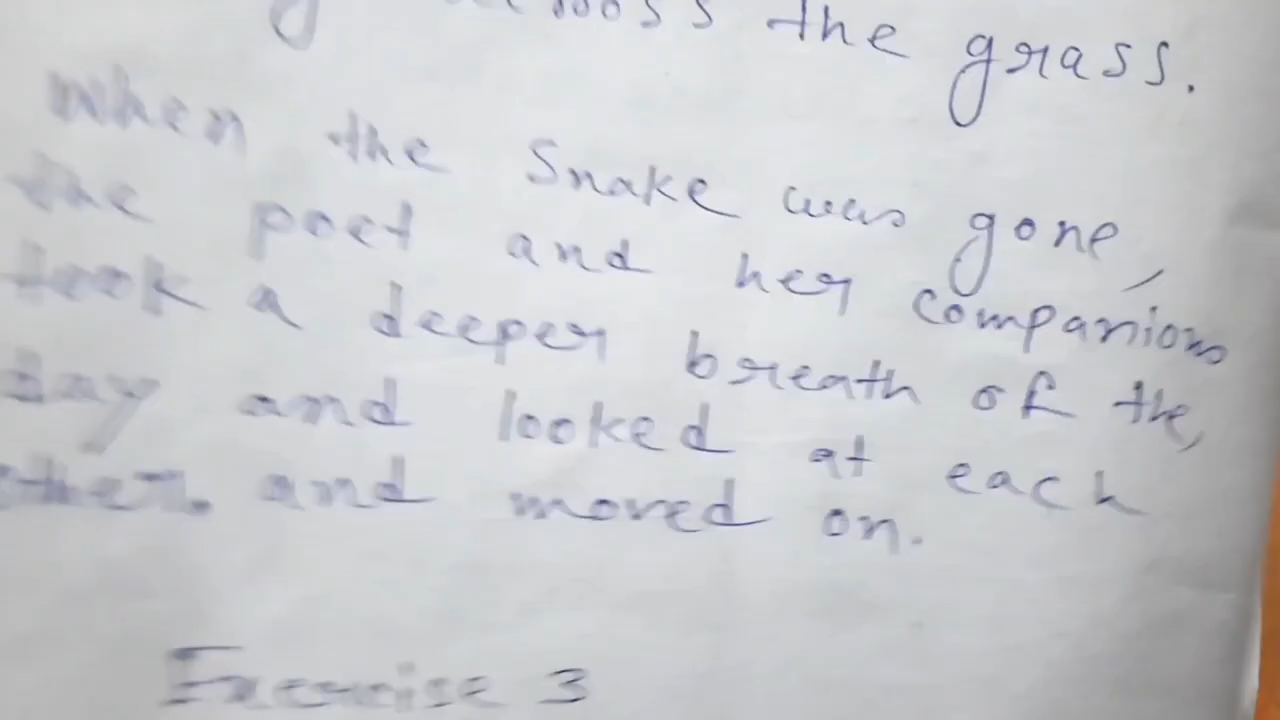 the grass.
when the Snake was gone,
the poet and her companions
took a deeper breath of the,
day and looked at each
other. and moved on.
Exercise 3